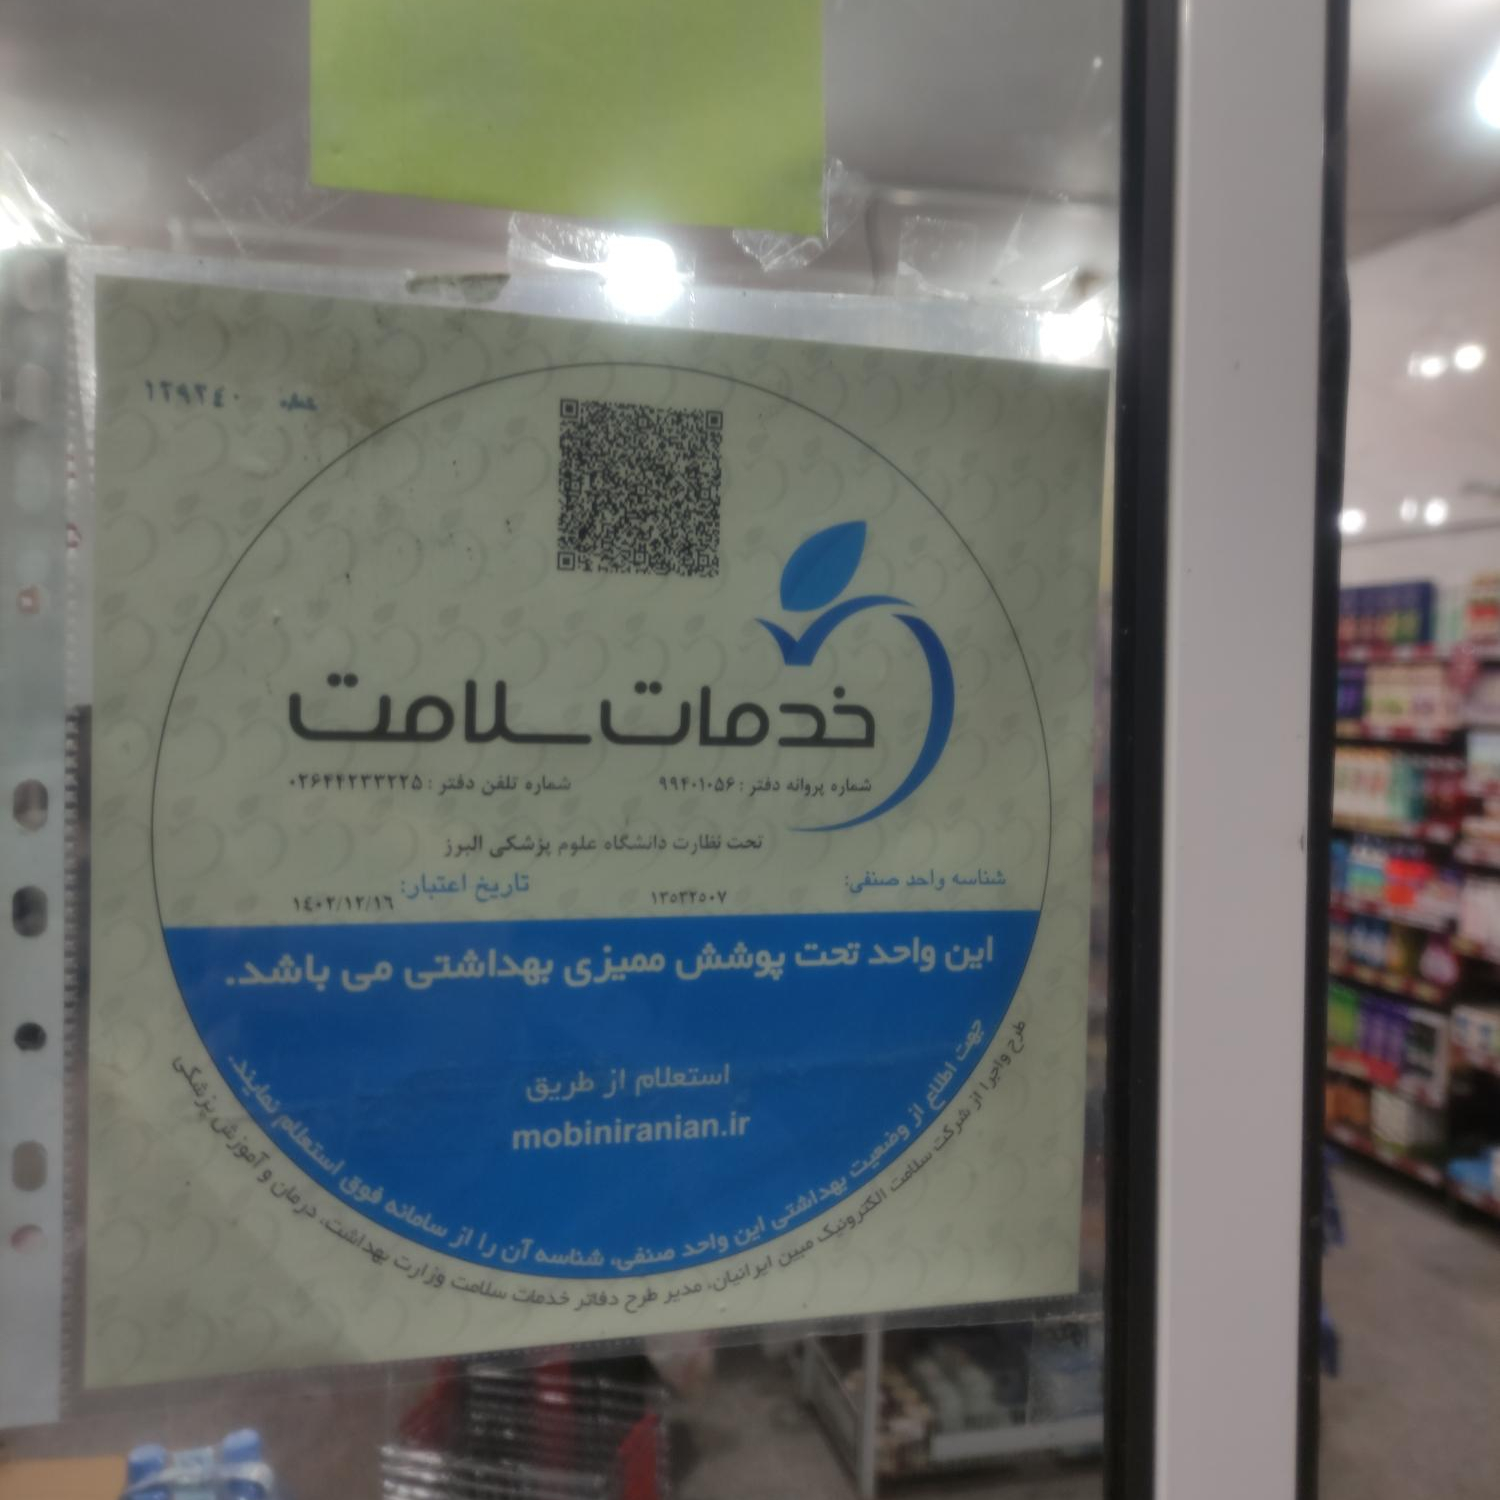 شماره ۱۳۹۳۴۰
خدمات سلامت
شماره پروانه دفتر : ۹۹۴۰۱۰۵۶ شماره تلفن دفتر : ۰۲۶۴۴۲۳۳۲۲۵
تحت نظارت دانشگاه علوم پزشکی البرز
شناسه واحد صنفی: ۱۳۵۳۲۵۰۷ تاریخ اعتبار: ۱۴۰۲/۱۲/۱۶
این واحد تحت پوشش ممیزی بهداشتی می باشد.
استعلام از طریق
mobiniranian.ir
جهت اطلاع از وضعیت بهداشتی این واحد صنفی، شناسه آن را از سامانه فوق استعلام نمایند.
طرح واجرا از شرکت سلامت الکترونیک مبین ایرانیان، مدیر طرح دفاتر خدمات سلامت وزارت بهداشت، درمان و آموزش پزشکی